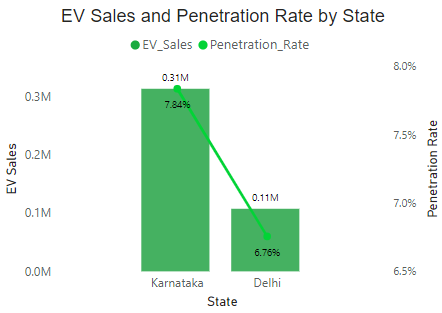 EV Sales and Penetration Rate by State
EV_Sales Penetration_Rate
8.0%
0.31M
0.3M
7.84%
7.5%
0.2M
EV Sales
Penetration Rate
0.11M
7.0%
0.1M
6.76%
0.0M
6.5%
Karnataka Delhi
State